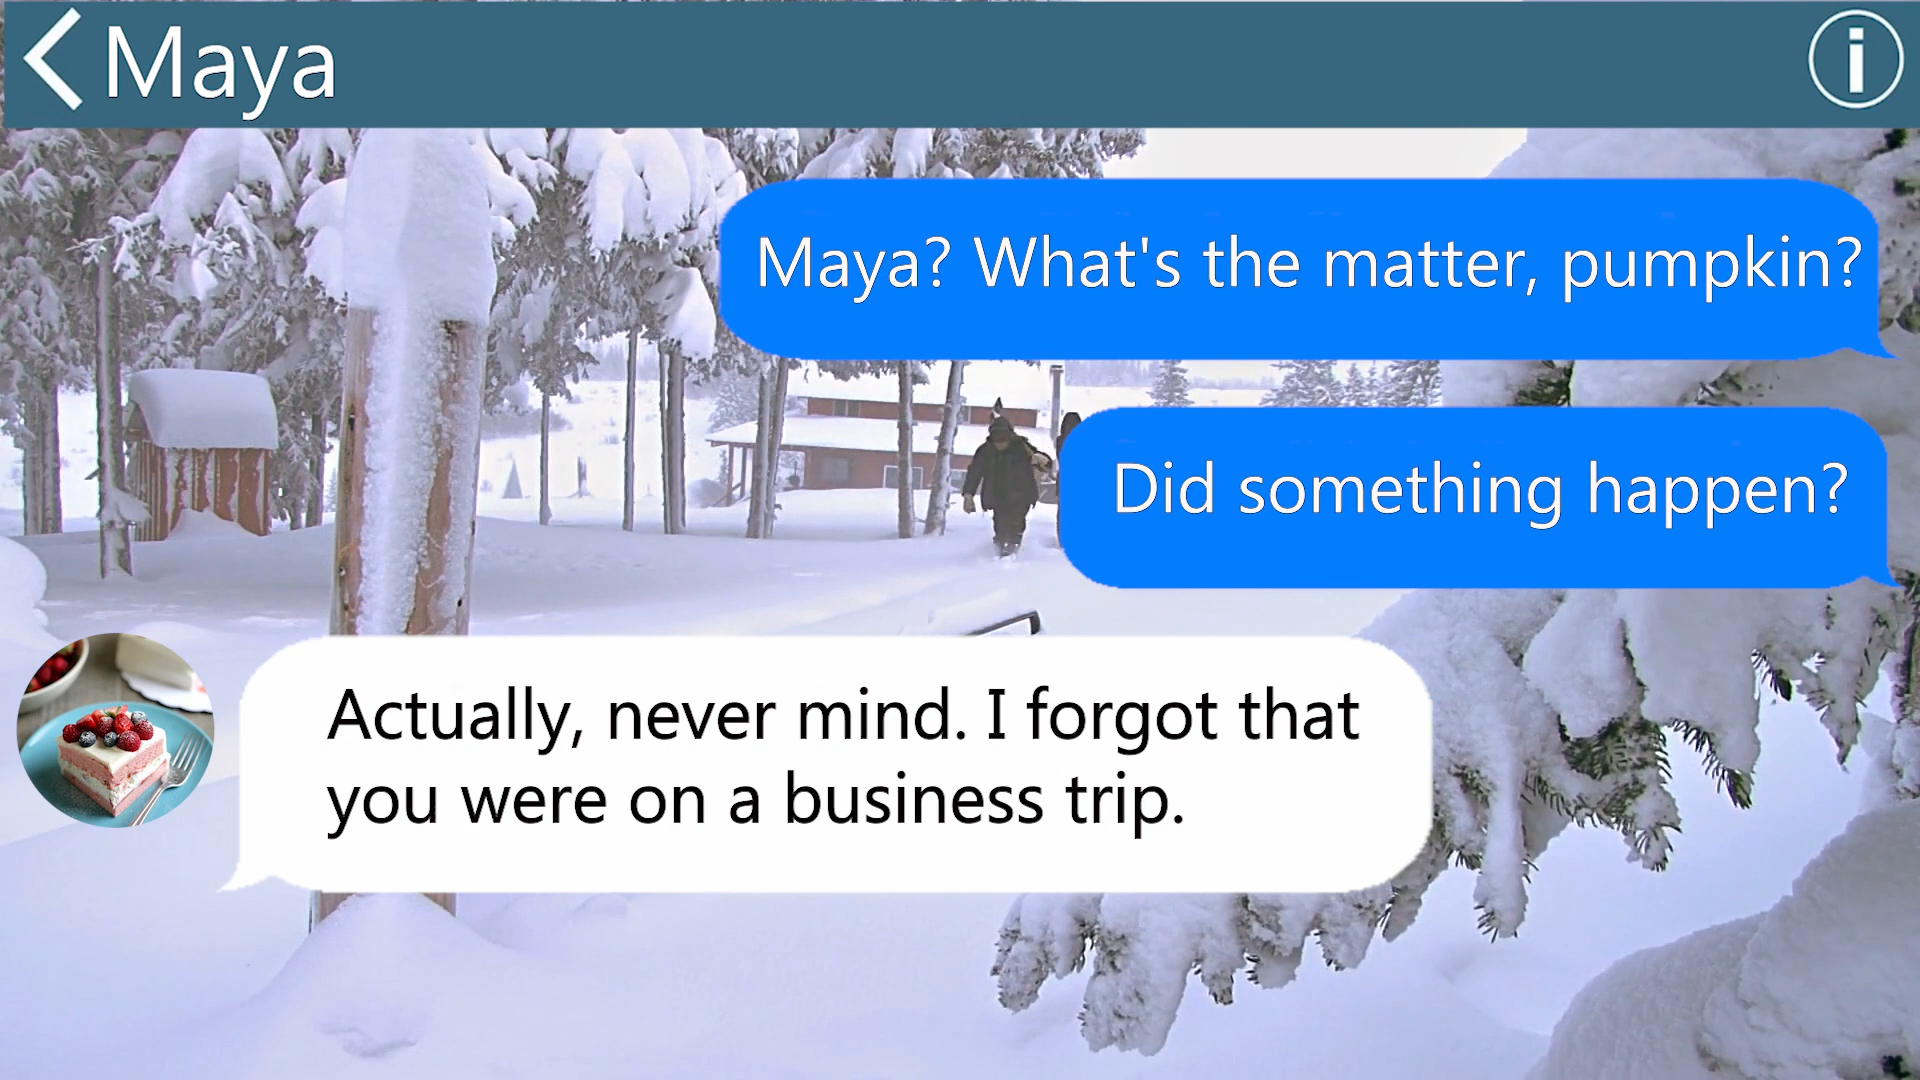 Maya
Maya? What's the matter, pumpkin?
Did something happen?
Actually, never mind. I forgot that
you were on a business trip.